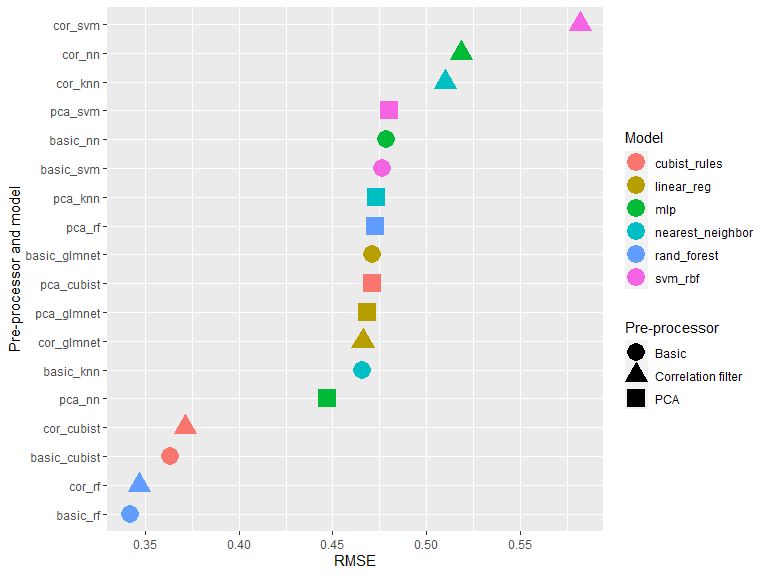 cor_svm
cor_nn
cor_knn
pca_svm
basic_nn
basic_svm
pca_knn
pca_rf
basic_glmnet
pca_cubist
pca_glmnet
cor_glmnet
basic_knn
pca_nn
cor_cubist
basic_cubist
cor_rf
basic_rf
Pre-processor and model
0.35 0.40 0.45 0.50 0.55
RMSE
Model
cubist_rules
linear_reg
mlp
nearest_neighbor
rand_forest
svm_rbf
Pre-processor
Basic
Correlation filter
PCA